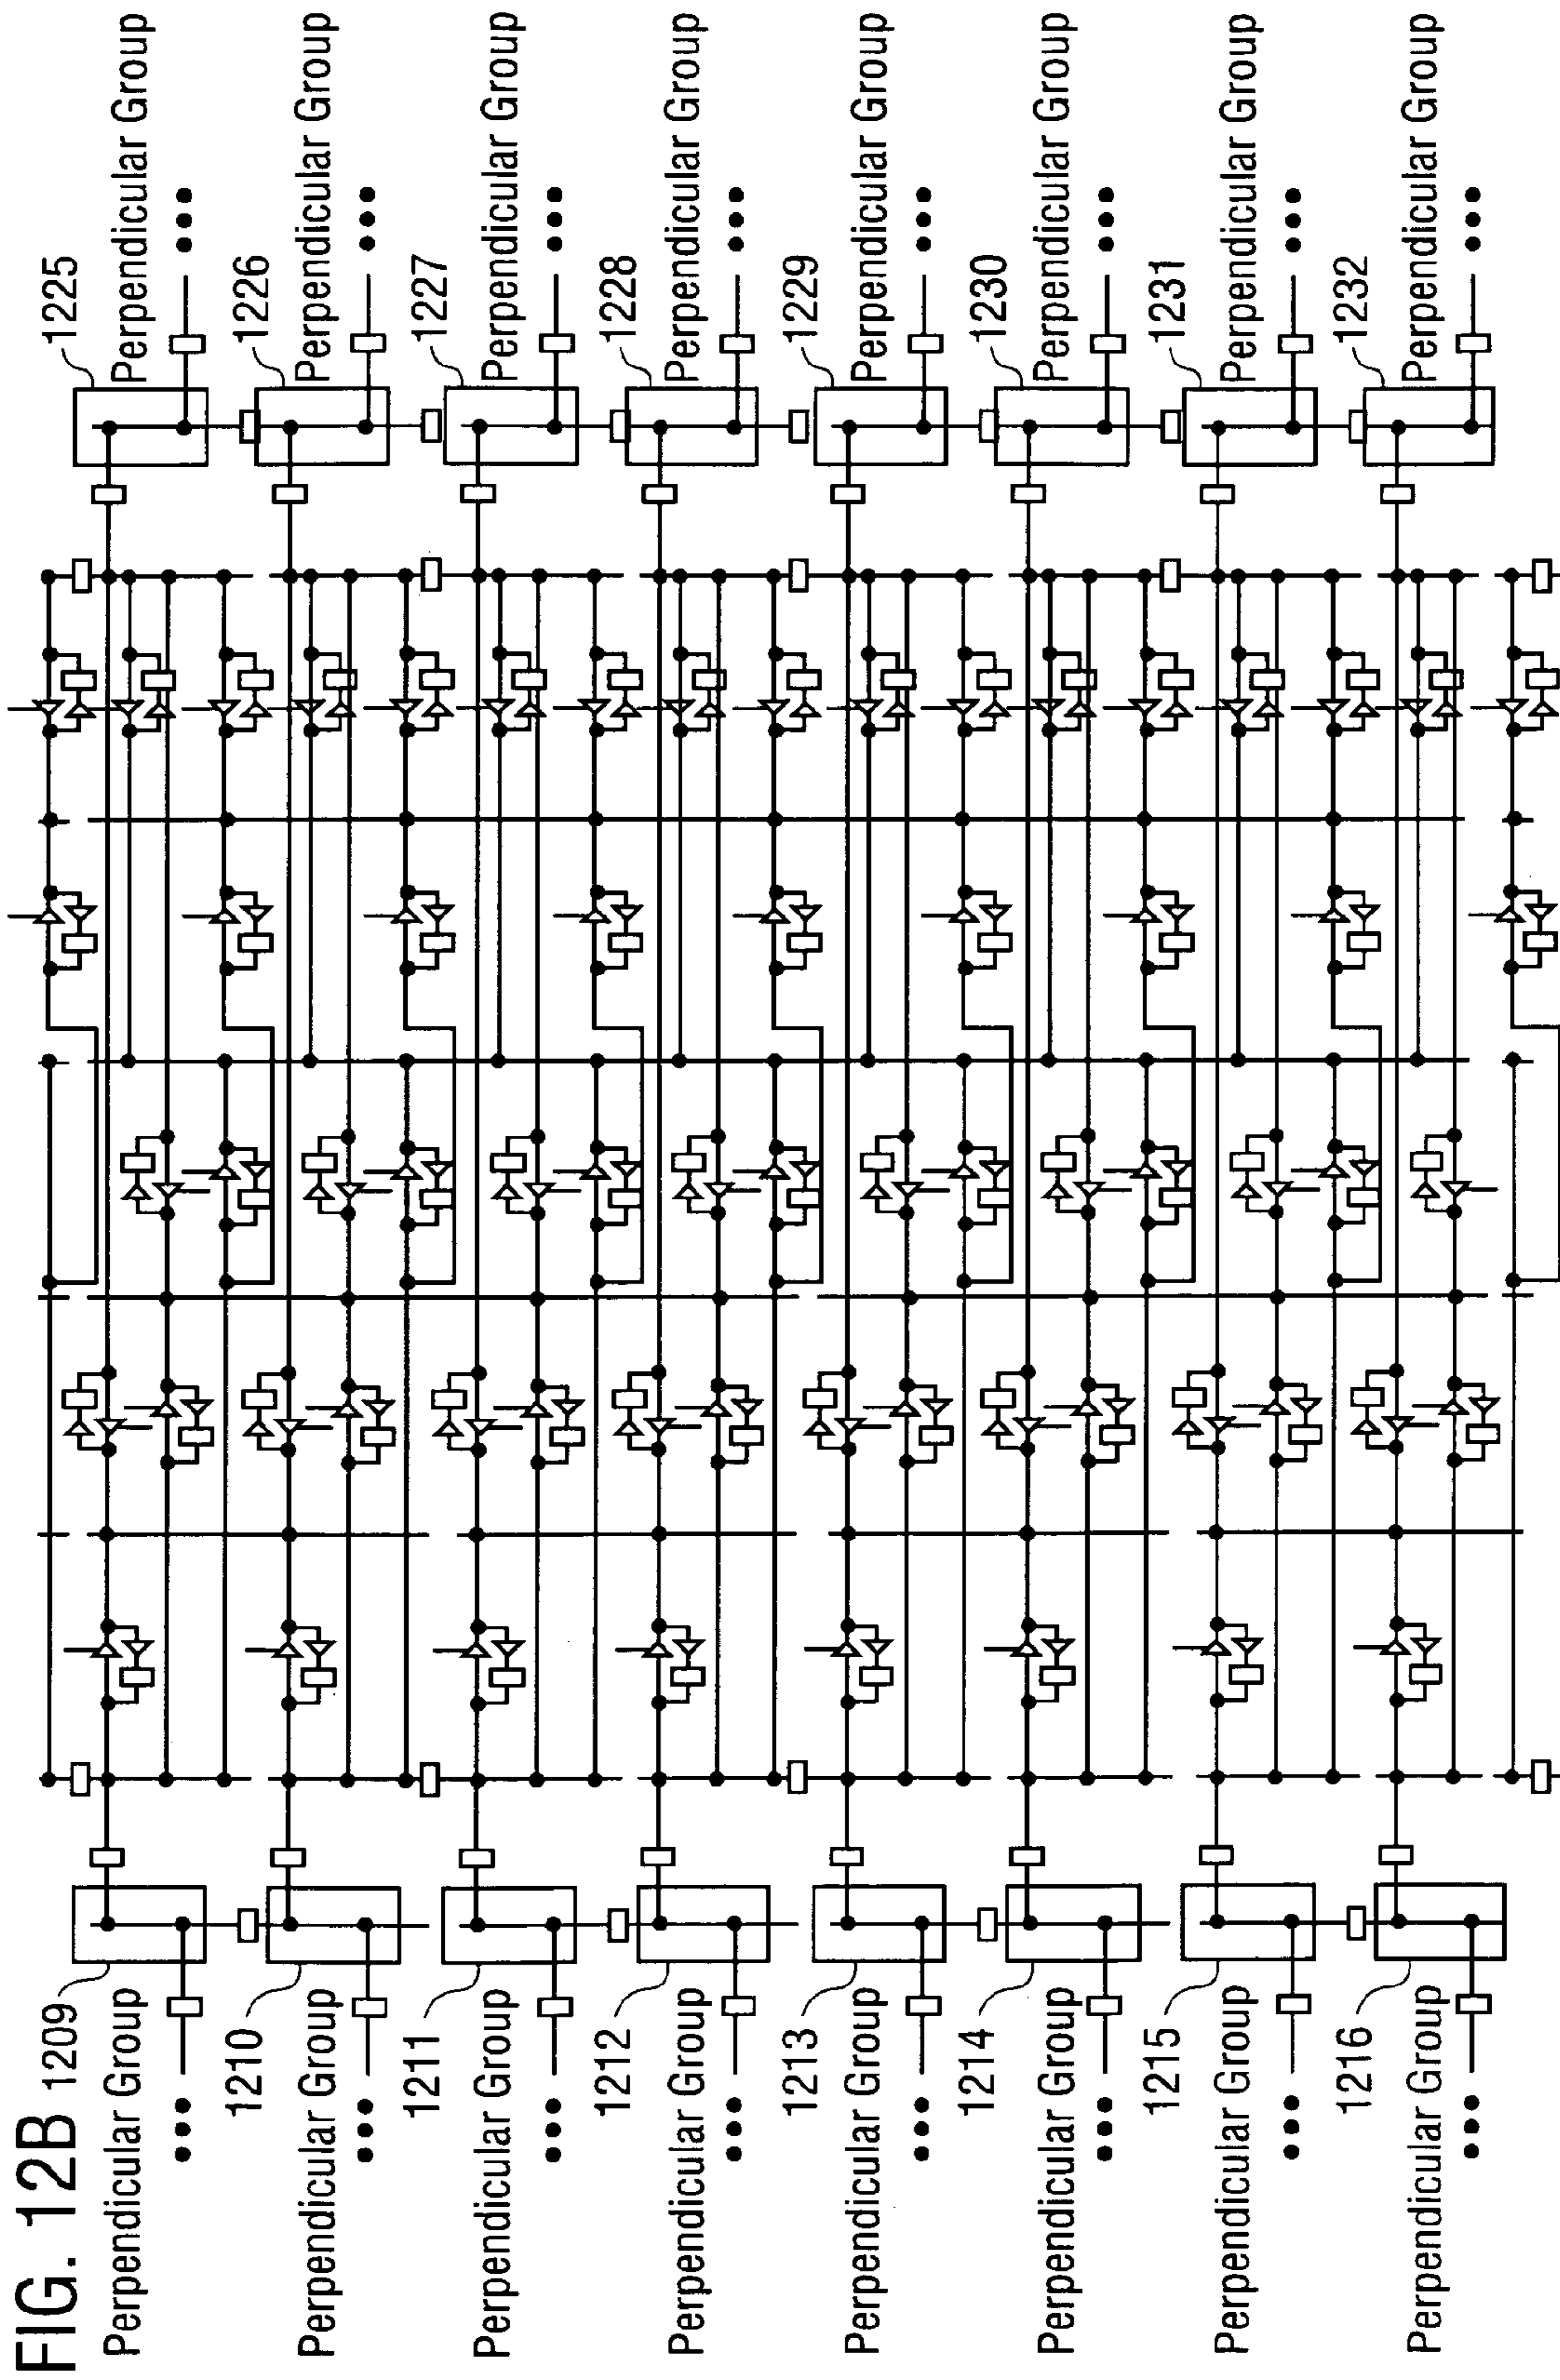 FIG. 12B
1209
1225
Perpendicular Group
Perpendicular Group
1210
1226
Perpendicular Group
Perpendicular Group
1211
1227
Perpendicular Group
Perpendicular Group
1212
1228
Perpendicular Group
Perpendicular Group
1213
1229
Perpendicular Group
Perpendicular Group
1214
1230
Perpendicular Group
Perpendicular Group
1215
1231
Perpendicular Group
Perpendicular Group
1216
1232
Perpendicular Group
Perpendicular Group